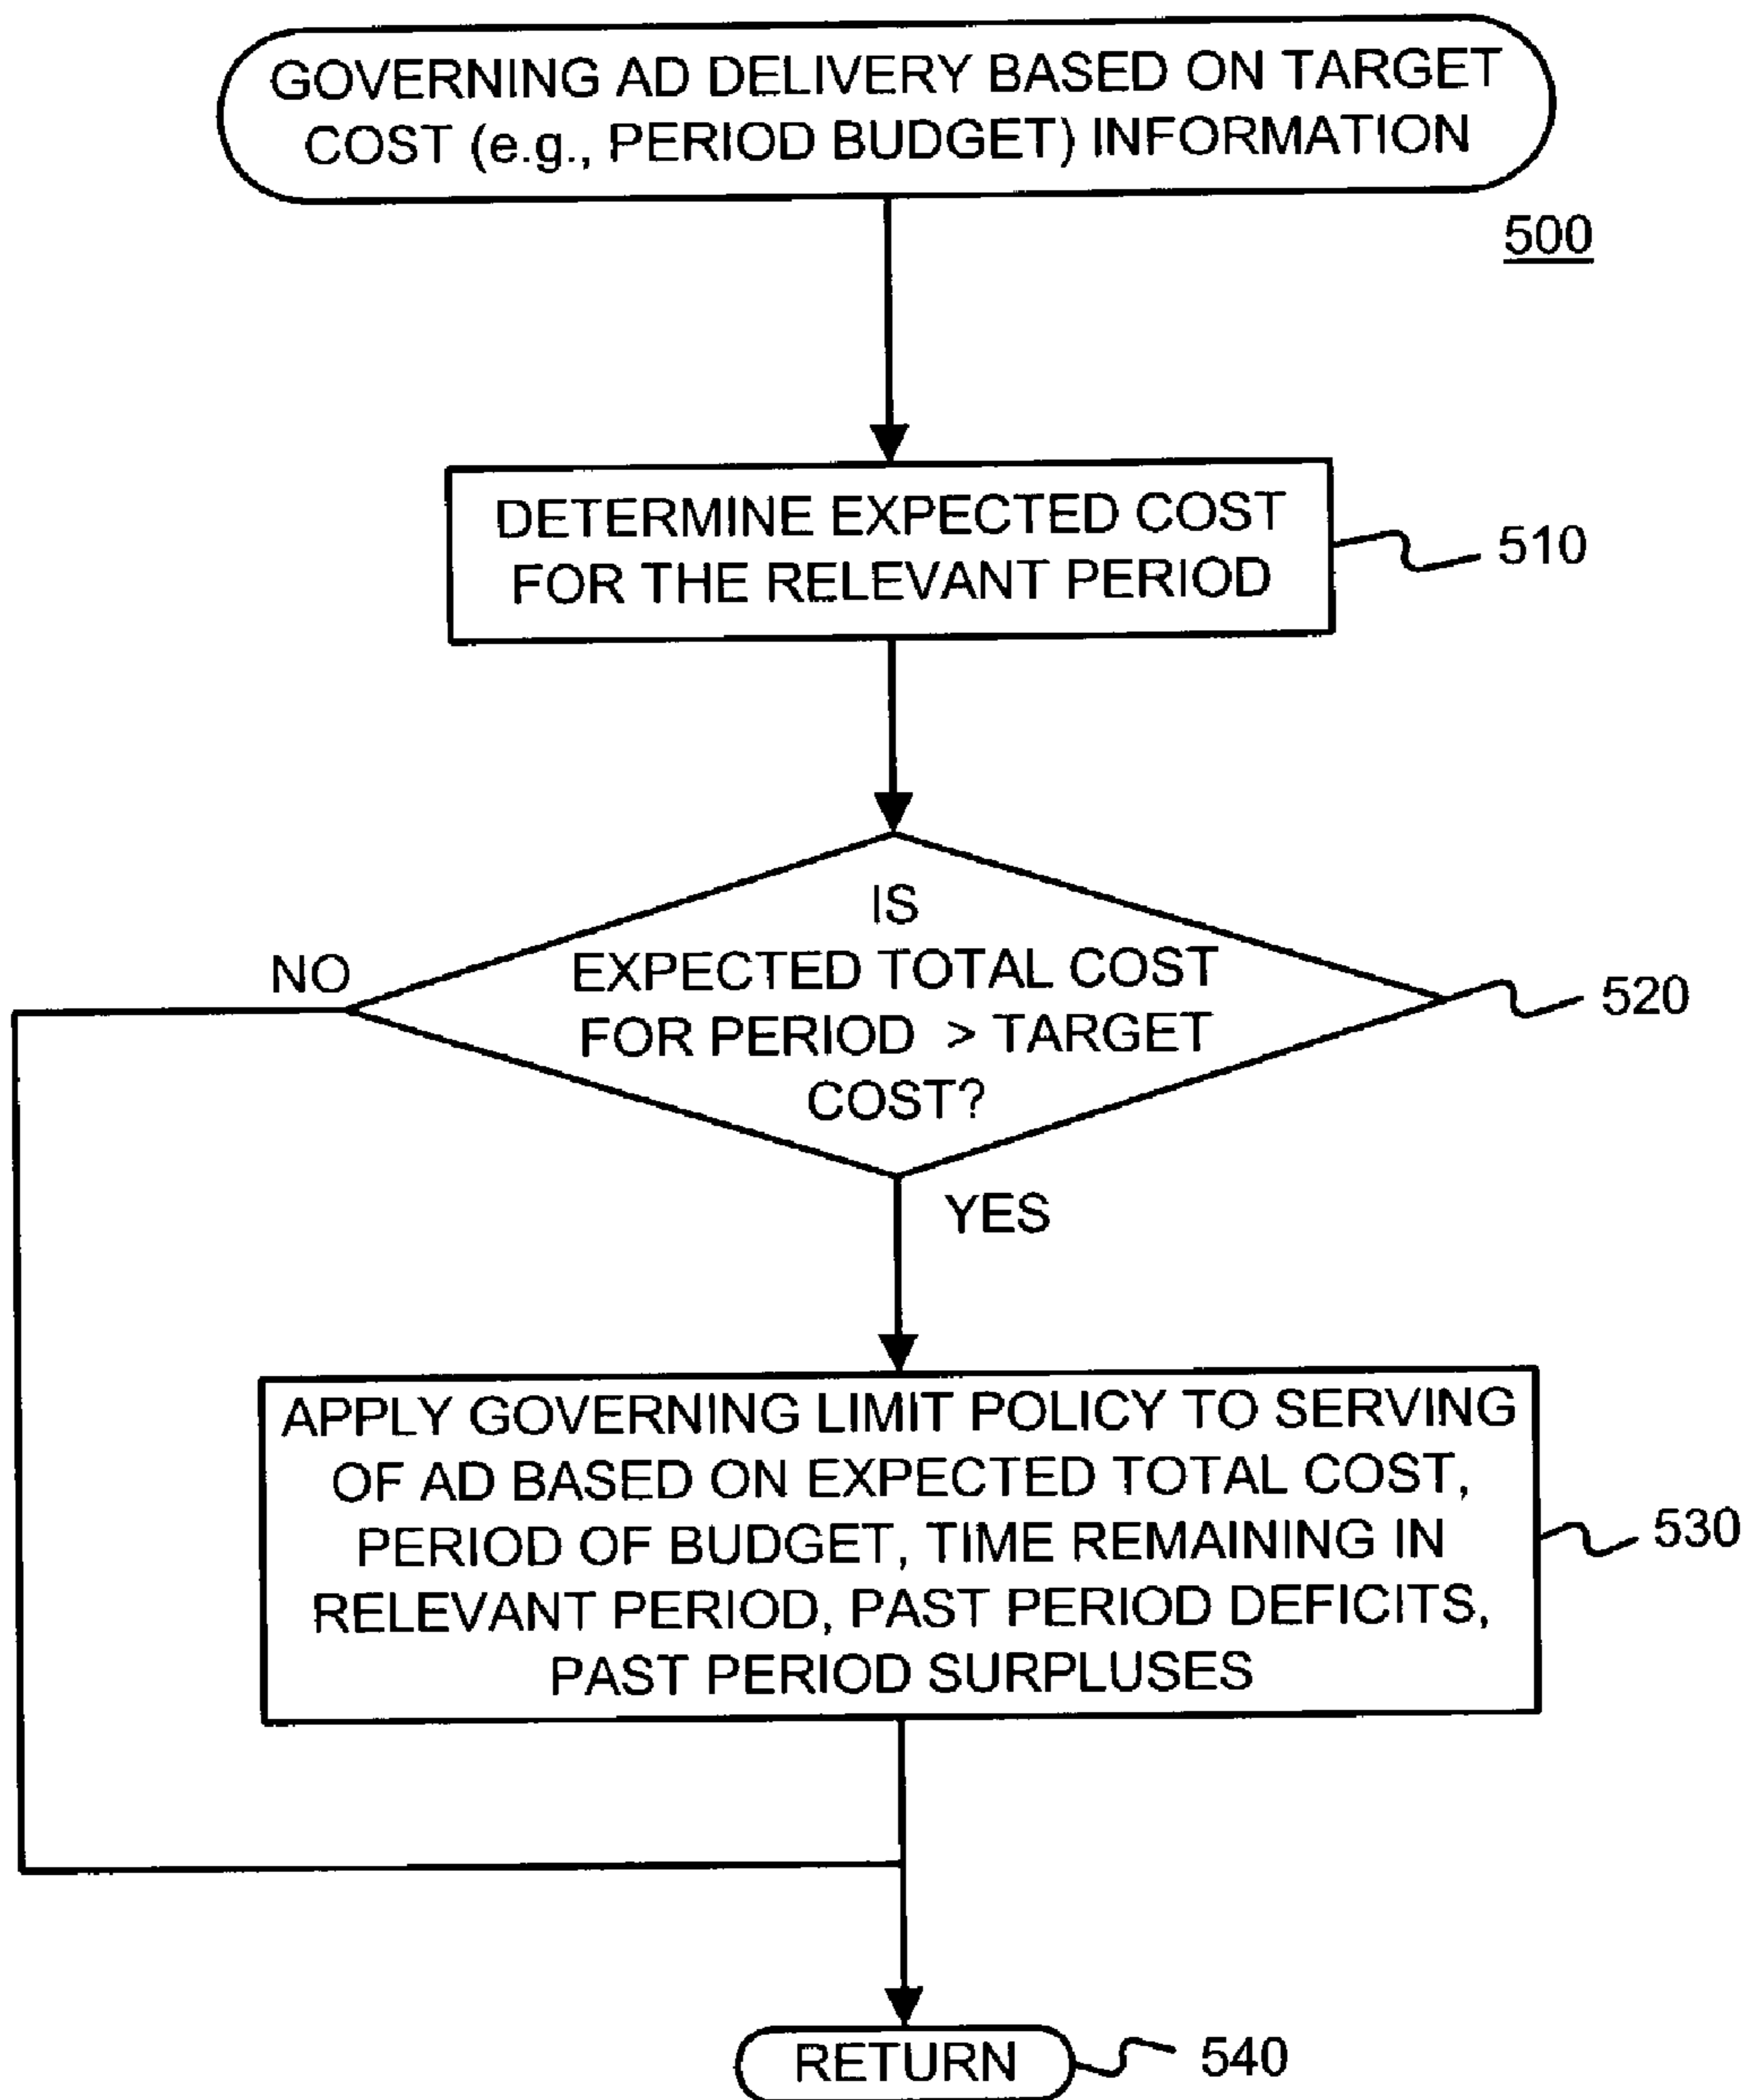 GOVERNING AD DELIVERY BASED ON TARGET
COST (e.g., PERIOD BUDGET) INFORMATION
500
DETERMINE EXPECTED COST
FOR THE RELEVANT PERIOD
510
IS
EXPECTED TOTAL COST
FOR PERIOD > TARGET
COST?
NO
520
YES
APPLY GOVERNING LIMIT POLICY TO SERVING
OF AD BASED ON EXPECTED TOTAL COST,
PERIOD OF BUDGET, TIME REMAINING IN
RELEVANT PERIOD, PAST PERIOD DEFICITS,
PAST PERIOD SURPLUSES
530
RETURN
540